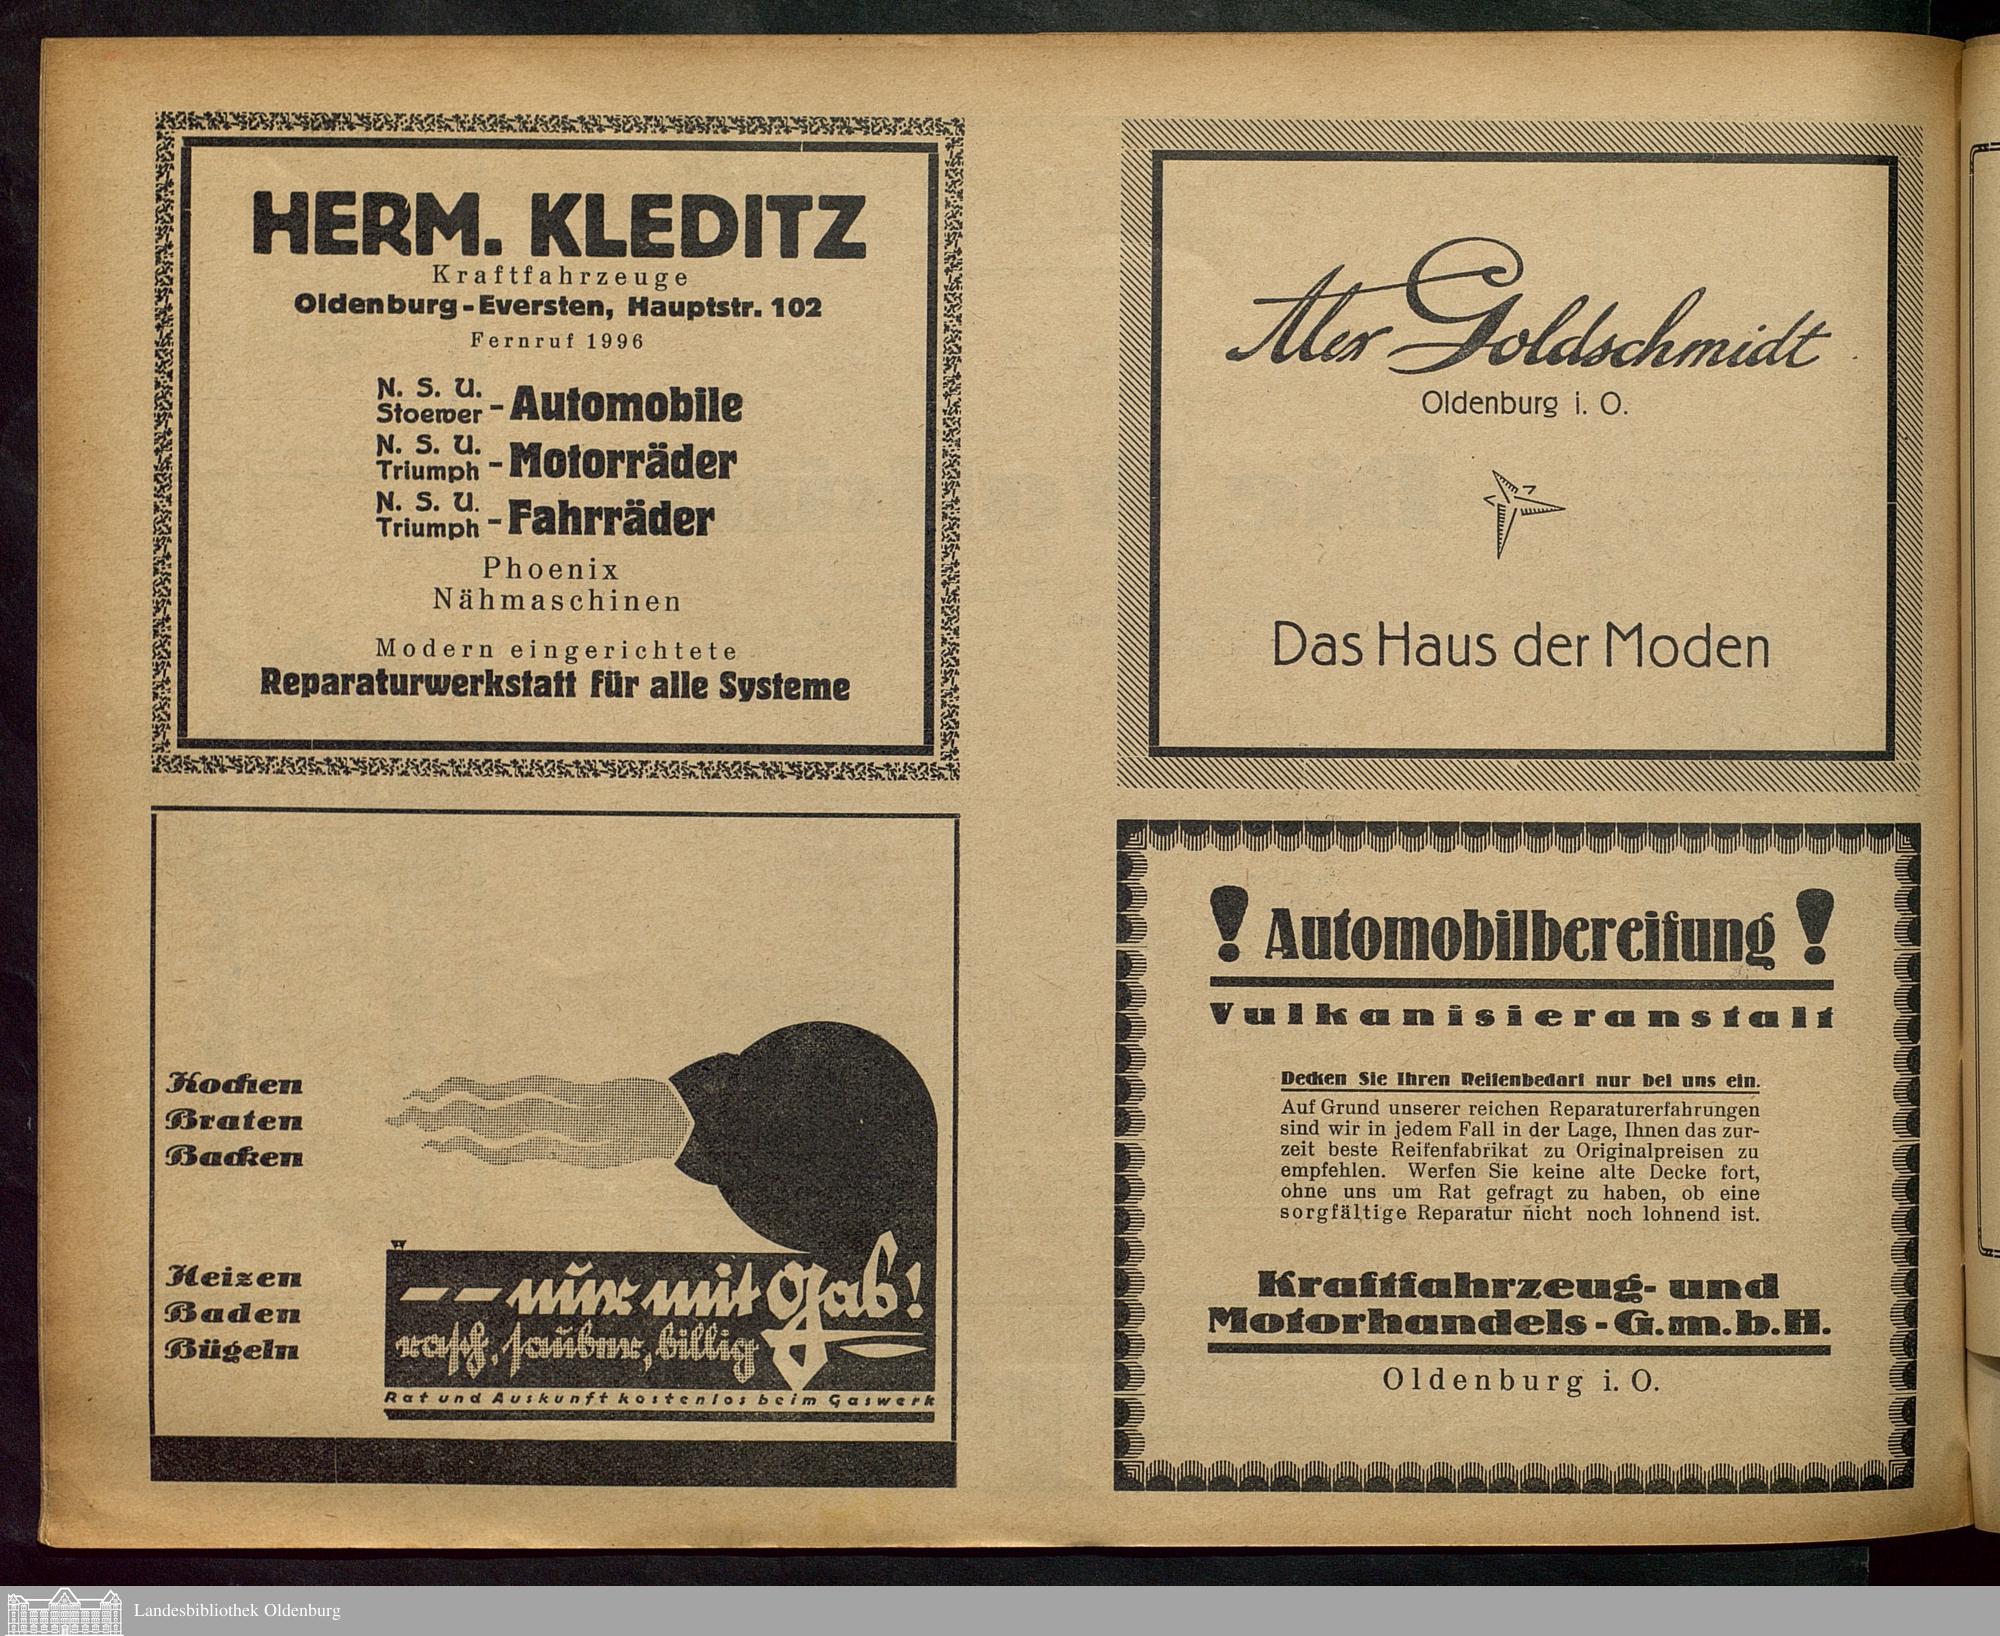 HERM. KLEDITZ
Kraftfahrzeuge
Oldenburg-Eversten, Hauptstr. 102
Fernruf 1996
N. S. U.
Stoewer - Automobile
N. S. U.
Triumph - Motorräder
N. S. U.
Triumph - Fahrräder
Phoenix
Nähmaschinen
Modern eingerichtete
Reparaturwerkstatt für alle Systeme
Alex Goldschmidt
Oldenburg i. O.
Das Haus der Moden
Kochen
Braten
Backen
Heizen
Baden
Bügeln
-- nur mit Gas!
rasch, sauber, billig
Rat und Auskunft kostenlos beim Gaswerk
! Automobilbereifung !
Vulkanisieranstalt
Decken Sie Ihren Reifenbedarf nur bei uns ein.
Auf Grund unserer reichen Reparaturerfahrungen
sind wir in jedem Fall in der Lage, Ihnen das zur-
zeit beste Reifenfabrikat zu Originalpreisen zu
empfehlen. Werfen Sie keine alte Decke fort,
ohne uns um Rat gefragt zu haben, ob eine
sorgfältige Reparatur nicht noch lohnend ist.
Kraftfahrzeug- und
Motorhandels-G.m.b.H.
Oldenburg i. O.
Landesbibliothek Oldenburg